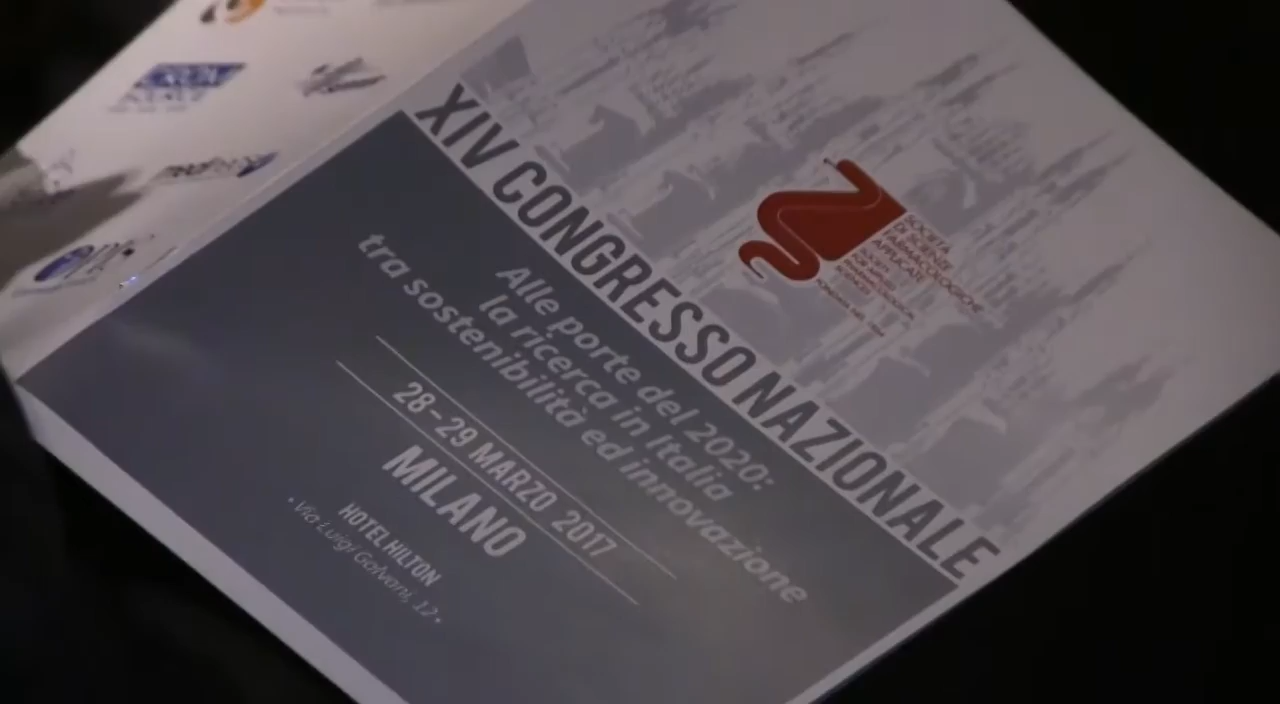 XIV CONGRESSO NAZIONALE
SOCIETÀ
DI SCIENZE
FARMACOLOGICHE
APPLICATE
Alle porte del 2020:
la ricerca in Italia
tra sostenibilità ed innovazione
28-29 MARZO 2017
MILANO
HOTEL HILTON
Via Luigi Galvani, 12